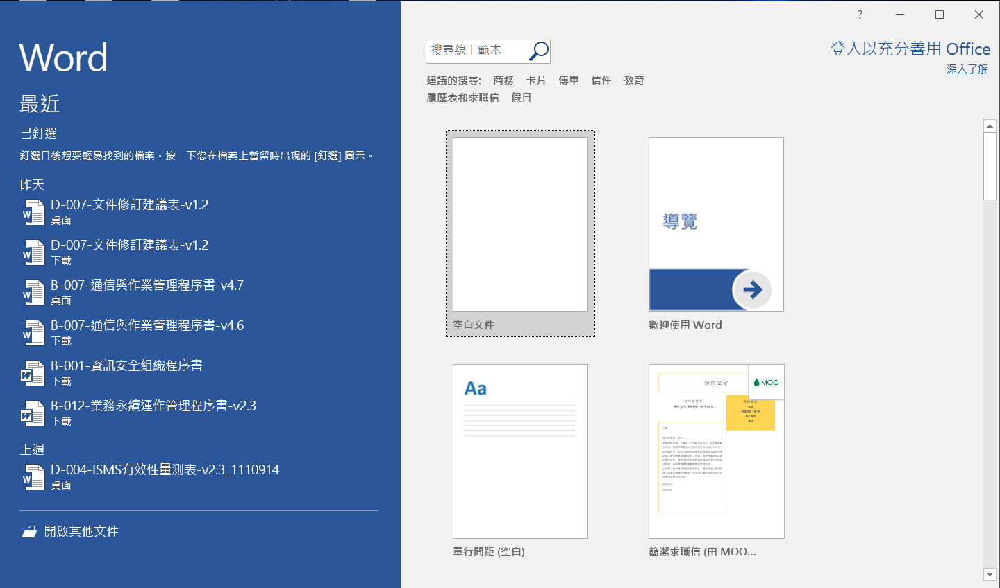 ?
Word
最近
已釘選
釘選日後想要輕易找到的檔案。按一下您在檔案上暫留時出現的 [釘選] 圖示。
昨天
D-007-文件修訂建議表-v1.2
桌面
D-007-文件修訂建議表-v1.2
下載
B-007-通信與作業管理程序書-v4.7
桌面
B-007-通信與作業管理程序書-v4.6
下載
B-001-資訊安全組織程序書
下載
B-012-業務永續運作管理程序書-v2.3
下載
上週
D-004-ISMS有效性量測表-v2.3_1110914
桌面
開啟其他文件
搜尋線上範本
登入以充分善用 Office
深入了解
建議的搜尋: 商務 卡片 傳單 信件 教育
履歷表和求職信 假日
空白文件
導覽
歡迎使用 Word
Aa
單行間距 (空白)
您的名字
MOO
簡潔求職信 (由 MOO...